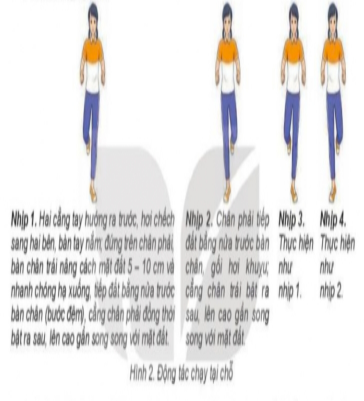 Nhịp 1. Hai cẳng tay hướng ra trước, hơi chếch
sang hai bên, bàn tay nắm; đứng trên chân phải,
bàn chân trái nâng cách mặt đất 5 – 10 cm và
nhanh chóng hạ xuống, tiếp đất bằng nửa trước
bàn chân (bước đệm), cẳng chân phải đồng thời
bật ra sau, lên cao gần song song với mặt đất.
Nhịp 2. Chân phải tiếp
đất bằng nửa trước bàn
chân, gối hơi khuỵu;
cẳng chân trái bật ra
sau, lên cao gần song
song với mặt đất.
Nhịp 3.
Thực hiện
như
nhịp 1.
Nhịp 4.
Thực hiện
như
nhịp 2.
Hình 2. Động tác chạy tại chỗ